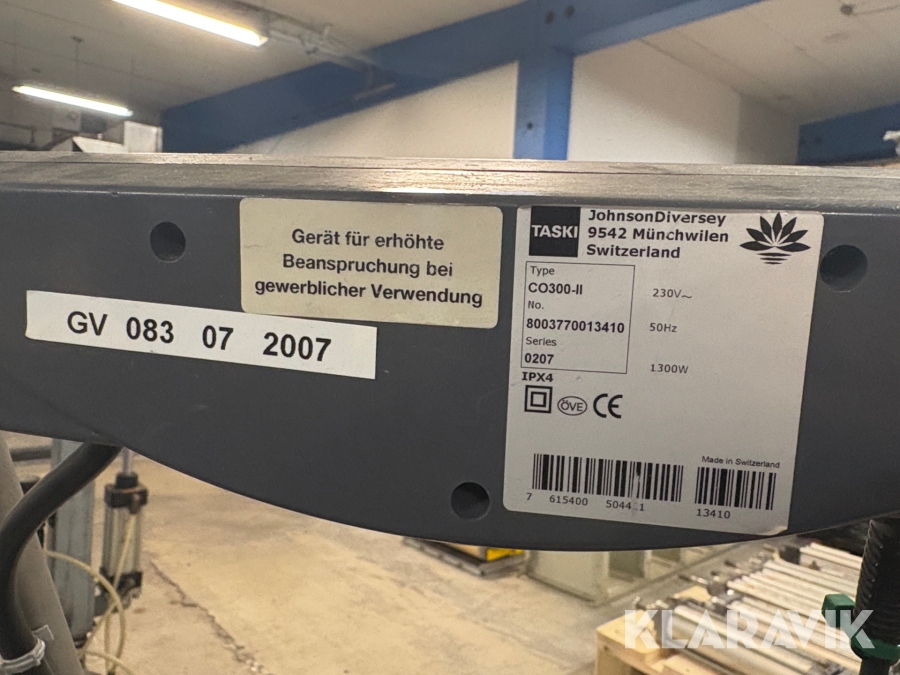 Gerät für erhöhte
Beanspruchung bei
gewerblicher Verwendung
GV 083 07 2007
TASKI
JohnsonDiversey
9542 Münchwilen
Switzerland
Type
CO300-II
No.
8003770013410
Series
0207
IPX4
230V~
50Hz
1300W
ÖVE CE
Made in Switzerland
7 615400 5044 1 13410
KLARAVIK